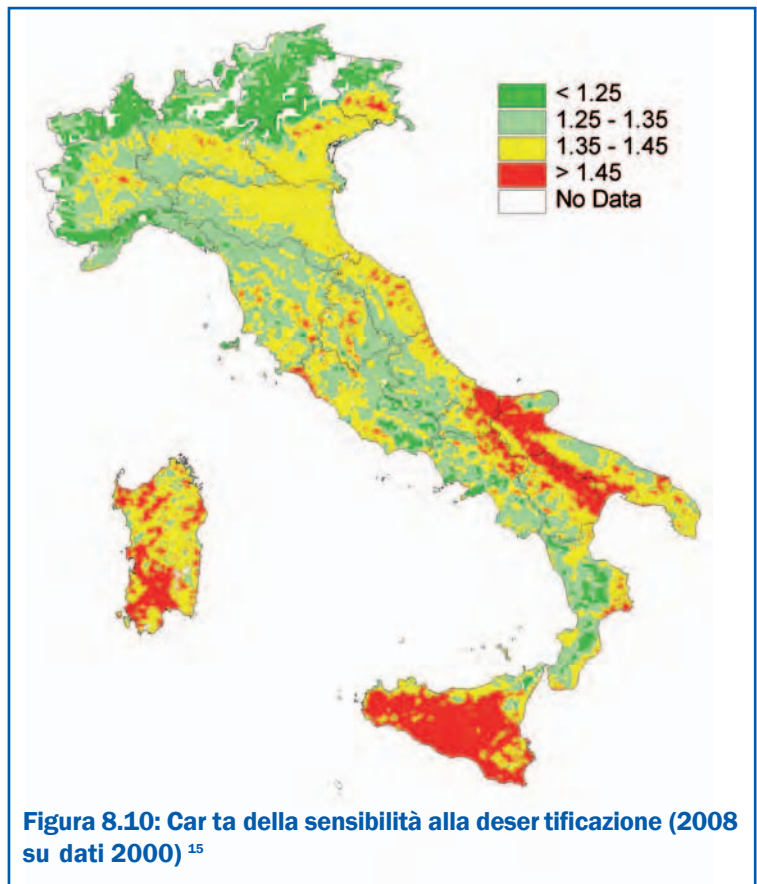 < 1.25
1.25 - 1.35
1.35 - 1.45
> 1.45
No Data
Figura 8.10: Car ta della sensibilità alla deser tificazione (2008
su dati 2000) 15